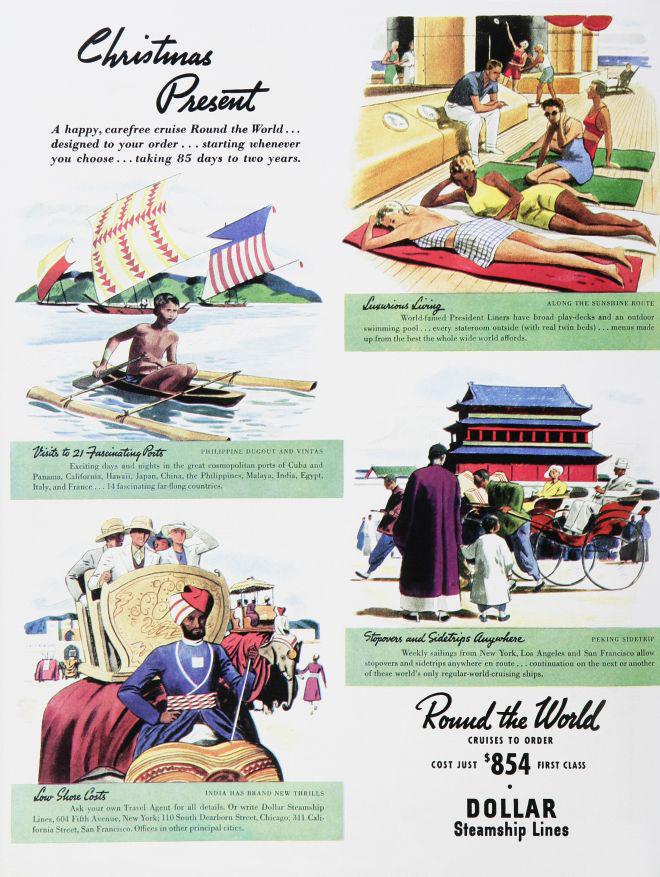 Christmas
Present
A happy, carefree cruise Round the World...
designed to your order... starting whenever
you choose... taking 85 days to two years.
Luxurious Living ALONG THE SUNSHINE ROUTE
World-famed President Liners have broad play-decks and an outdoor
swimming pool... every stateroom outside (with real twin beds)... menus made
up from the best the whole wide world affords.
Visits to 21 Fascinating Ports PHILIPPINE DUGOUT AND VINTAS
Exciting days and nights in the great cosmopolitan ports of Cuba and
Panama, California, Hawaii, Japan, China, the Philippines, Malaya, India, Egypt,
Italy, and France... 14 fascinating far-flung countries.
Stopovers and Sidetrips Anywhere PEKING SIDETRIP
Weekly sailings from New York, Los Angeles and San Francisco allow
stopovers and sidetrips anywhere en route... continuation on the next or another
of these world's only regular-world-cruising ships.
Low Shore Costs INDIA HAS BRAND NEW THRILLS
Ask your own Travel Agent for all details. Or write Dollar Steamship
Lines, 604 Fifth Avenue, New York; 110 South Dearborn Street, Chicago; 311 Cali-
fornia Street, San Francisco. Offices in other principal cities.
Round the World
CRUISES TO ORDER
COST JUST $854 FIRST CLASS
DOLLAR
Steamship Lines